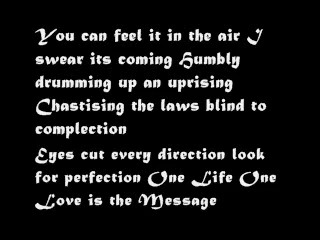 You can feel it in the air I
swear its coming Humbly
drumming up an uprising
Chastising the laws blind to
complection
Eyes cut every direction look
for perfection One Life One
Love is the Message